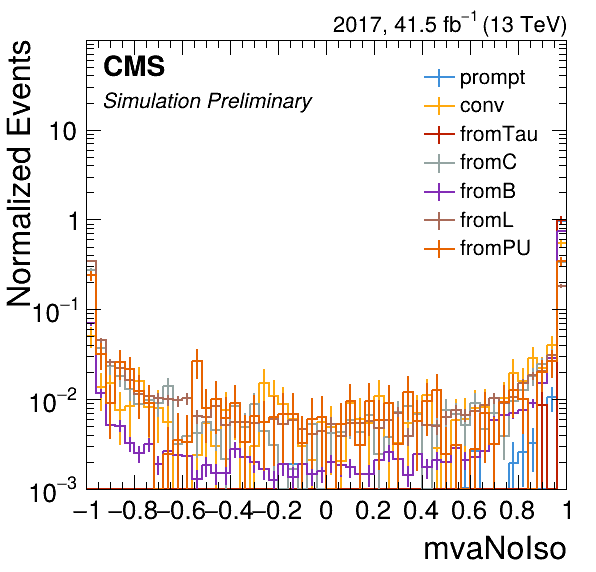 2017, 41.5 fb⁻¹ (13 TeV)
CMS
Simulation Preliminary
prompt
conv
fromTau
fromC
fromB
fromL
fromPU
Normalized Events
10
1
10⁻¹
10⁻²
10⁻³
−1 −0.8 −0.6 −0.4 −0.2 0 0.2 0.4 0.6 0.8 1
mvaNoIso